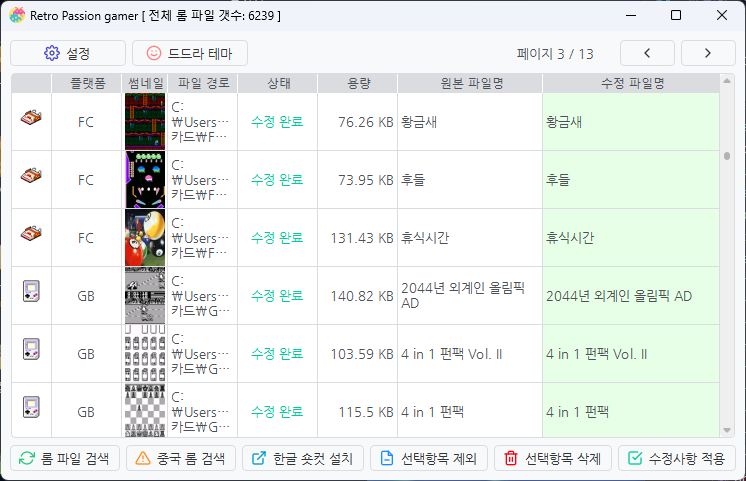 Retro Passion gamer [ 전체 롬 파일 갯수: 6239 ]
설정 드드라 테마 페이지 3 / 13
플랫폼 썸네일 파일 경로 상태 용량 원본 파일명 수정 파일명
FC C:
₩Users…
카드₩F… 수정 완료 76.26 KB 황금새 황금새
FC C:
₩Users…
카드₩F… 수정 완료 73.95 KB 후들 후들
FC C:
₩Users…
카드₩F… 수정 완료 131.43 KB 휴식시간 휴식시간
GB C:
₩Users…
카드₩G… 수정 완료 140.82 KB 2044년 외계인 올림픽
AD 2044년 외계인 올림픽 AD
GB C:
₩Users…
카드₩G… 수정 완료 103.59 KB 4 in 1 펀팩 Vol. II 4 in 1 펀팩 Vol. II
GB C:
₩Users…
카드₩G… 수정 완료 115.5 KB 4 in 1 펀팩 4 in 1 펀팩
롬 파일 검색 중국 롬 검색 한글 숏컷 설치 선택항목 제외 선택항목 삭제 수정사항 적용